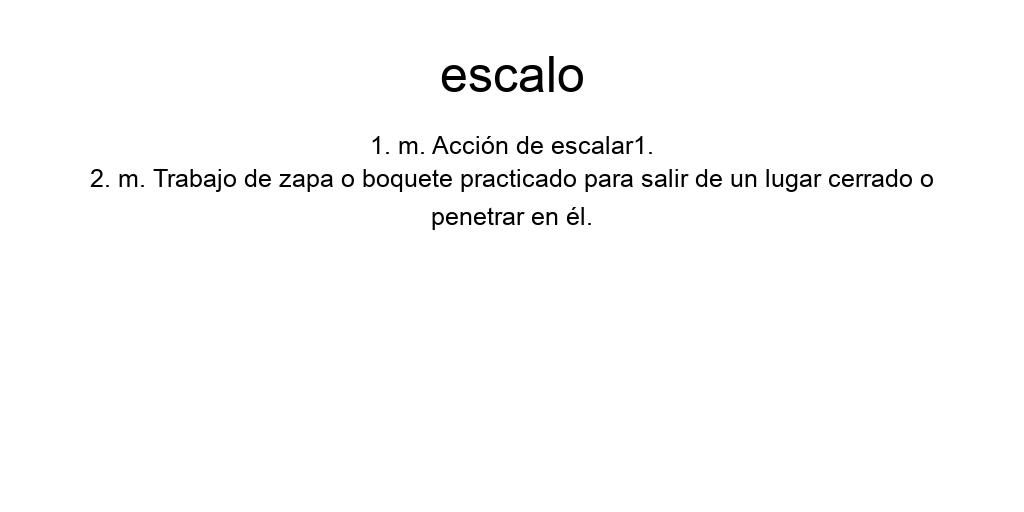 escalo
1. m. Acción de escalar1.
2. m. Trabajo de zapa o boquete practicado para salir de un lugar cerrado o
penetrar en él.